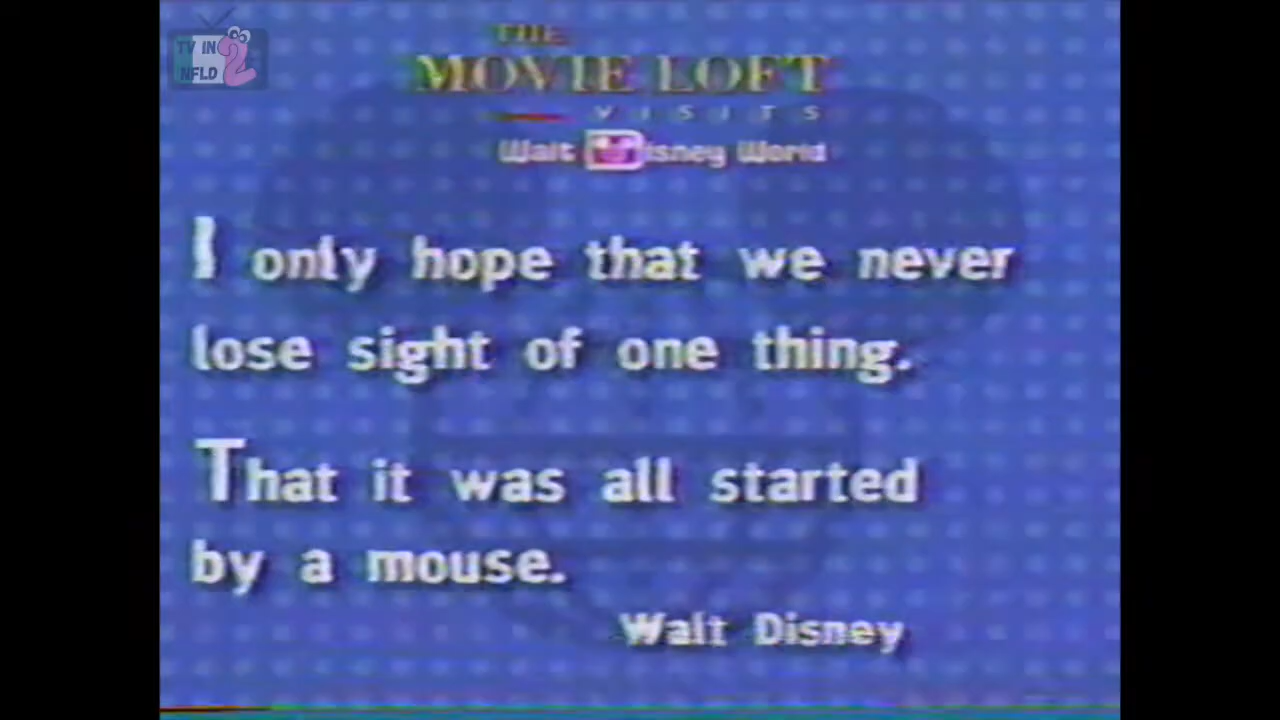 TV IN
NFLD 2
THE
MOVIE LOFT
VISITS
Walt Disney World
I only hope that we never
lose sight of one thing.
That it was all started
by a mouse.
Walt Disney